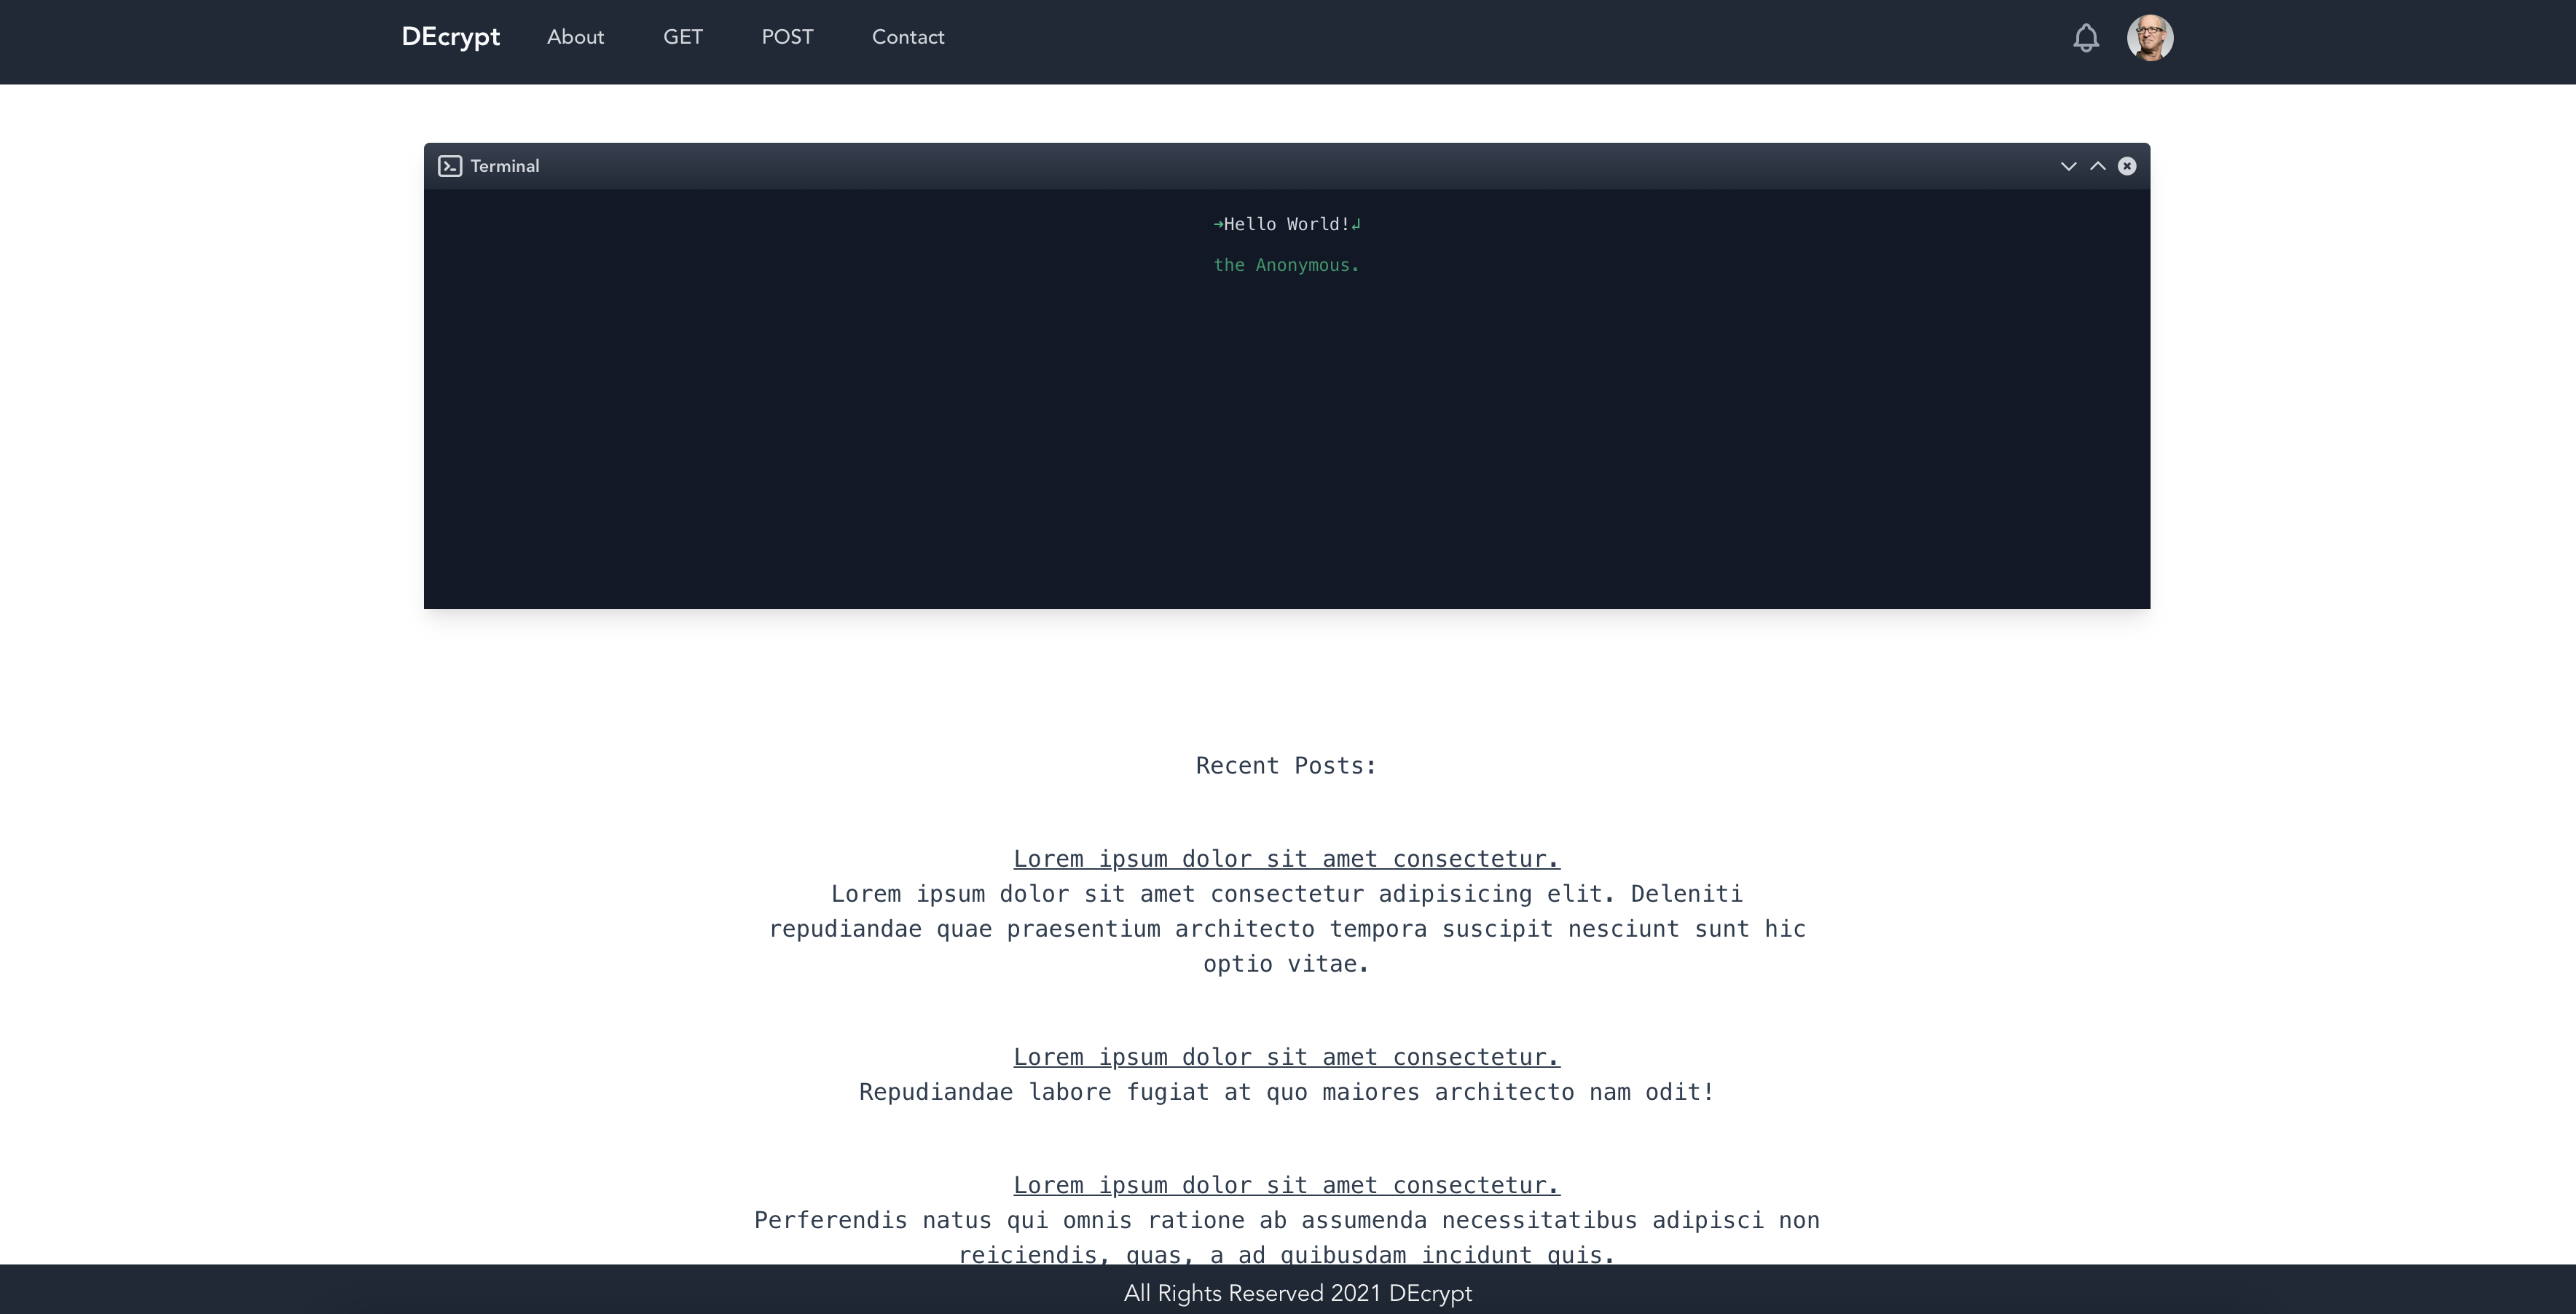 DEcrypt About GET POST Contact
Terminal
→Hello World!↲
the Anonymous.
Recent Posts:
Lorem ipsum dolor sit amet consectetur.
Lorem ipsum dolor sit amet consectetur adipisicing elit. Deleniti
repudiandae quae praesentium architecto tempora suscipit nesciunt sunt hic
optio vitae.
Lorem ipsum dolor sit amet consectetur.
Repudiandae labore fugiat at quo maiores architecto nam odit!
Lorem ipsum dolor sit amet consectetur.
Perferendis natus qui omnis ratione ab assumenda necessitatibus adipisci non
reiciendis, quas, a ad quibusdam incidunt quis.
All Rights Reserved 2021 DEcrypt